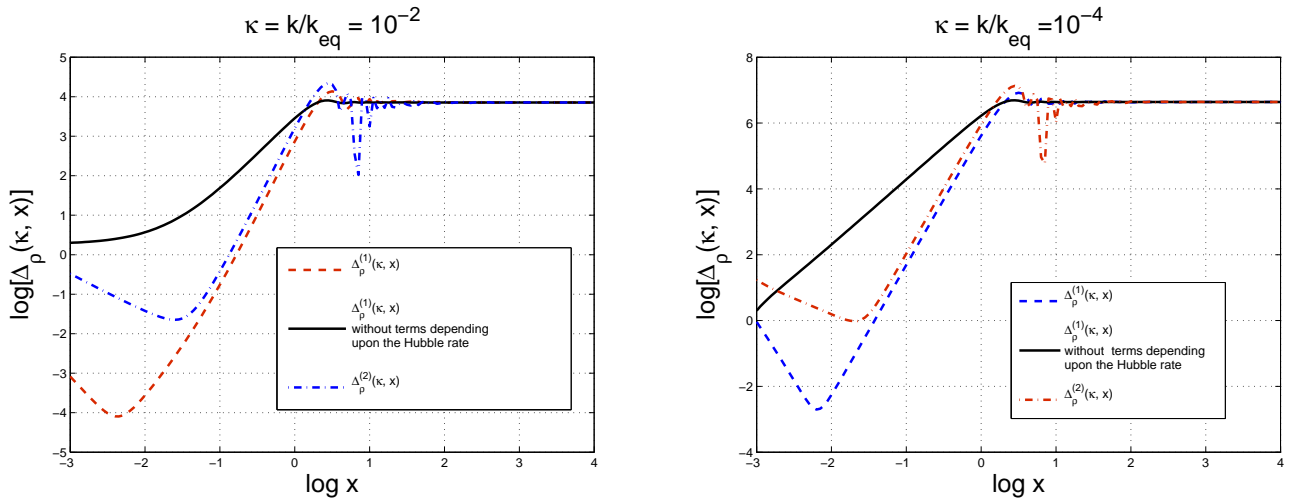 κ = k/k_eq = 10^−2
log[Δ_ρ(κ, x)]
5
4
3
2
1
0
−1
−2
−3
−4
−5
−3
−2
−1
0
1
2
3
4
log x
Δ_ρ^(1)(κ, x)
Δ_ρ^(1)(κ, x)
without terms depending
upon the Hubble rate
Δ_ρ^(2)(κ, x)
κ = k/k_eq =10^−4
log[Δ_ρ(κ, x)]
8
6
4
2
0
−2
−4
−3
−2
−1
0
1
2
3
4
log x
Δ_ρ^(1)(κ, x)
Δ_ρ^(1)(κ, x)
without terms depending
upon the Hubble rate
Δ_ρ^(2)(κ, x)